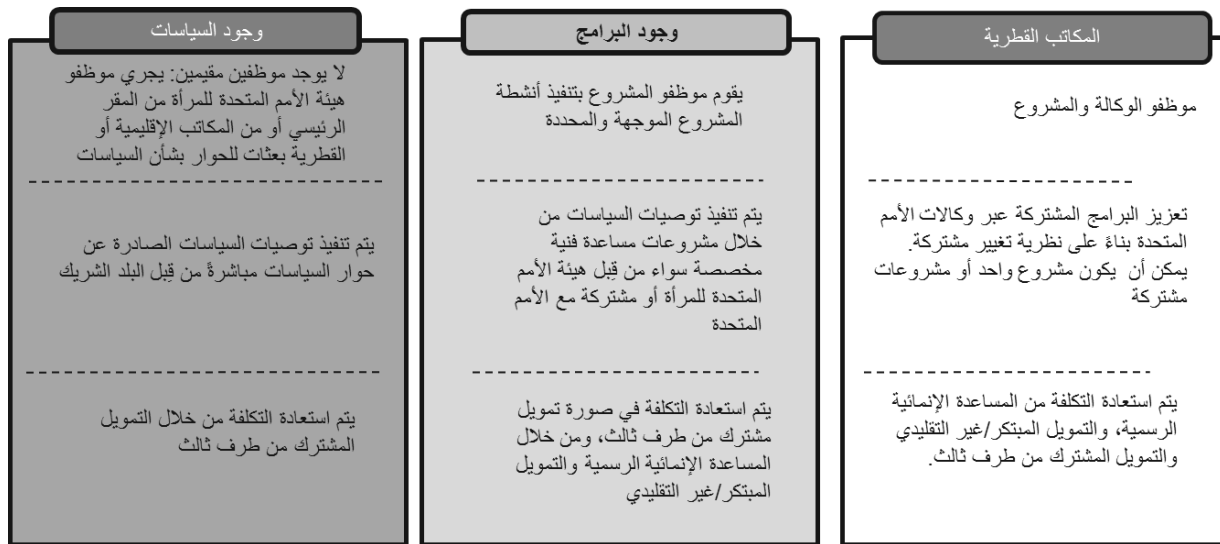 المكاتب القطرية
موظفو الوكالة والمشروع
تعزيز البرامج المشتركة عبر وكالات الأمم
المتحدة بناءً على نظرية تغيير مشتركة.
يمكن أن يكون مشروع واحد أو مشروعات
مشتركة
يتم استعادة التكلفة من المساعدة الإنمائية
الرسمية، والتمويل المبتكر/غير التقليدي
والتمويل المشترك من طرف ثالث.
وجود البرامج
يقوم موظفو المشروع بتنفيذ أنشطة
المشروع الموجهة والمحددة
يتم تنفيذ توصيات السياسات من
خلال مشروعات مساعدة فنية
مخصصة سواء من قِبل هيئة الأمم
المتحدة للمرأة أو مشتركة مع الأمم
المتحدة
يتم استعادة التكلفة في صورة تمويل
مشترك من طرف ثالث، ومن خلال
المساعدة الإنمائية الرسمية والتمويل
المبتكر/غير التقليدي
وجود السياسات
لا يوجد موظفين مقيمين: يجري موظفو
هيئة الأمم المتحدة للمرأة من المقر
الرئيسي أو من المكاتب الإقليمية أو
القطرية بعثات للحوار بشأن السياسات
يتم تنفيذ توصيات السياسات الصادرة عن
حوار السياسات مباشرةً من قِبل البلد الشريك
يتم استعادة التكلفة من خلال التمويل
المشترك من طرف ثالث